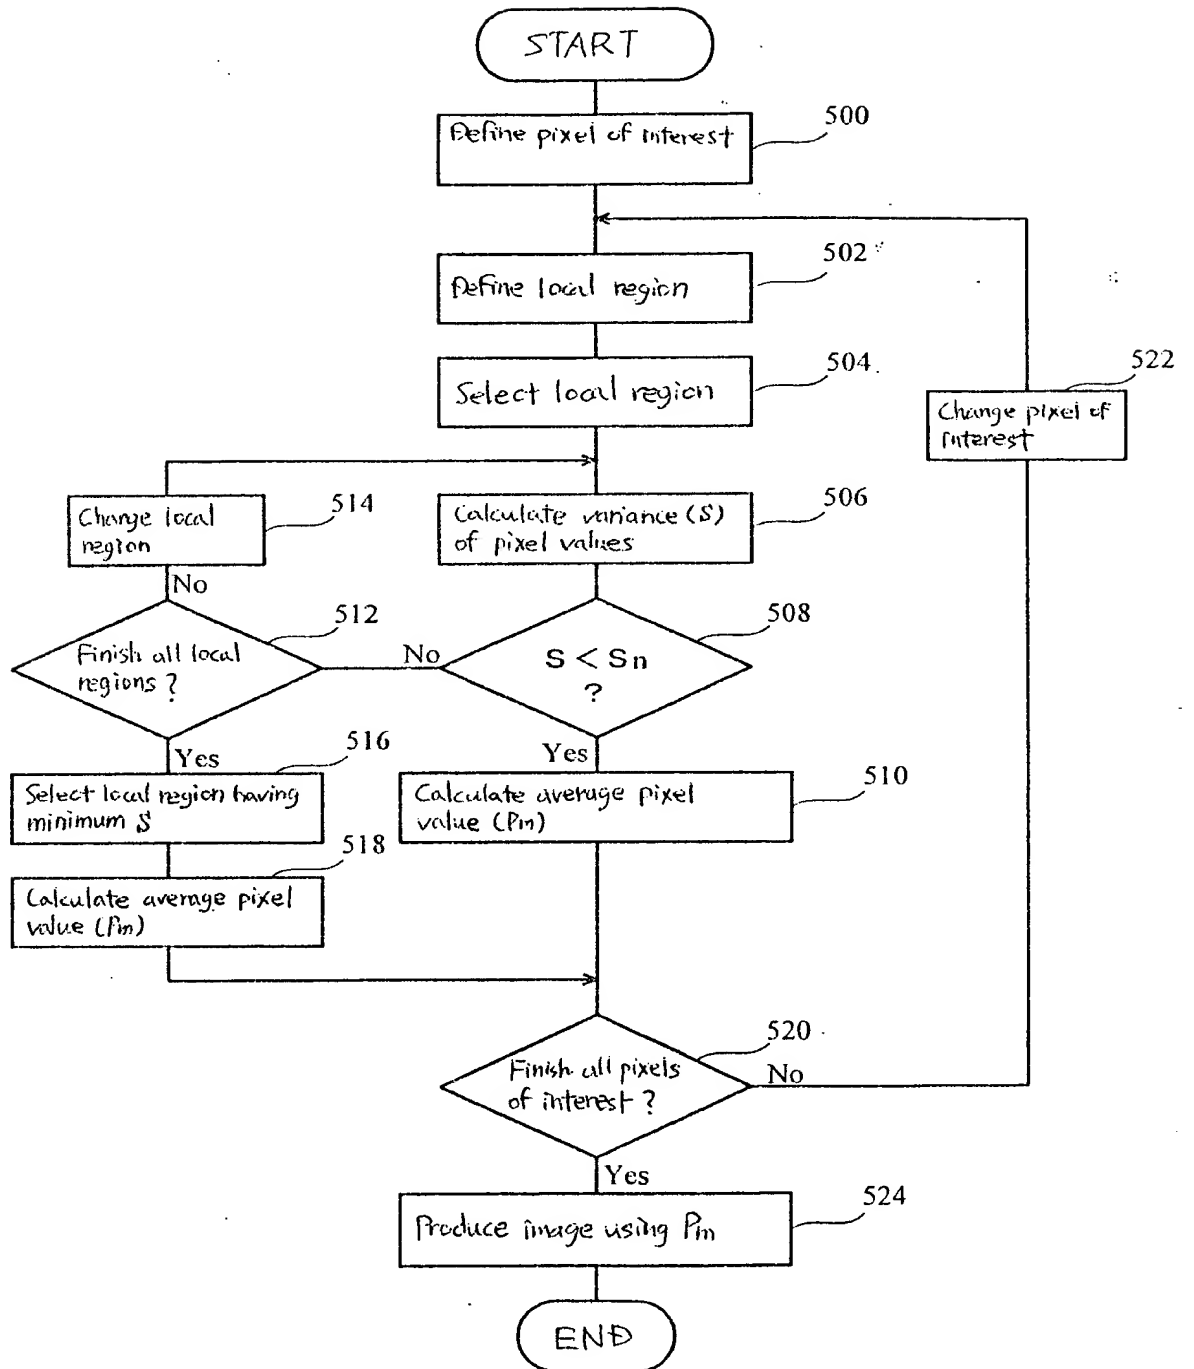 START
Define pixel of interest
500
Define local region
502
Select local region
504
Change pixel of
interest
522
Change local
region
514
Calculate variance (S)
of pixel values
506
No
Finish all local
regions ?
512
No
S < Sn
?
508
Yes
Select local region having
minimum S
516
Yes
Calculate average pixel
value (Pm)
510
Calculate average pixel
value (Pm)
518
Finish all pixels
of interest ?
520
No
Yes
Produce image using Pm
524
END